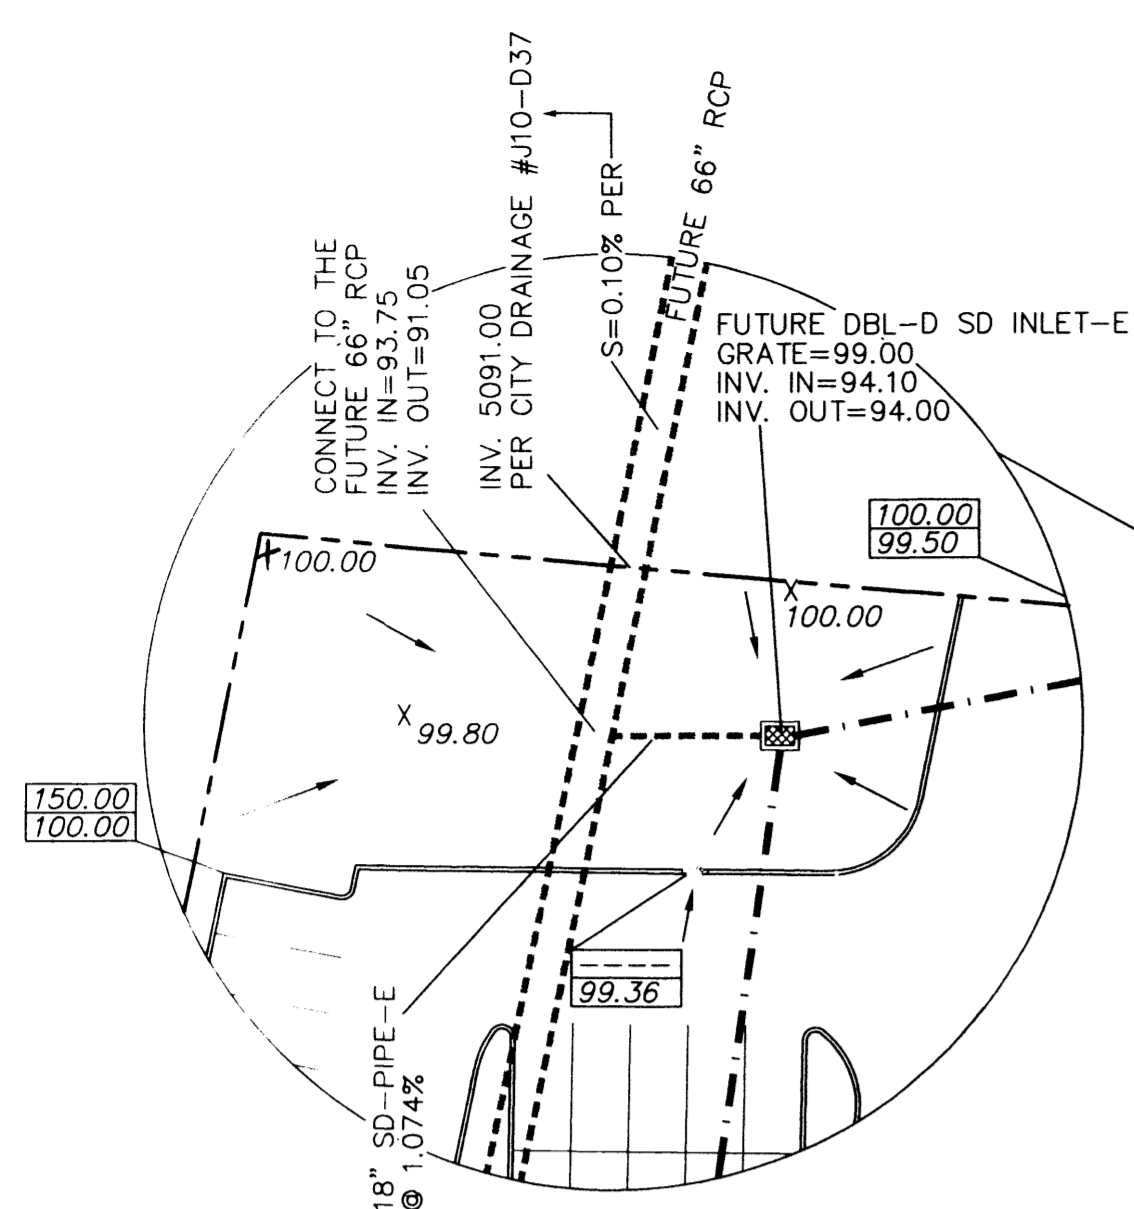 CONNECT TO THE
FUTURE 66" RCP
INV. IN=93.75
INV. OUT=91.05
INV. 5091.00
PER CITY DRAINAGE #J10-D37
S=0.10% PER
FUTURE 66" RCP
FUTURE DBL-D SD INLET-E
GRATE=99.00
INV. IN=94.10
INV. OUT=94.00
100.00
99.50
100.00
100.00
99.80
150.00
100.00
99.36
18" SD-PIPE-E
@ 1.074%